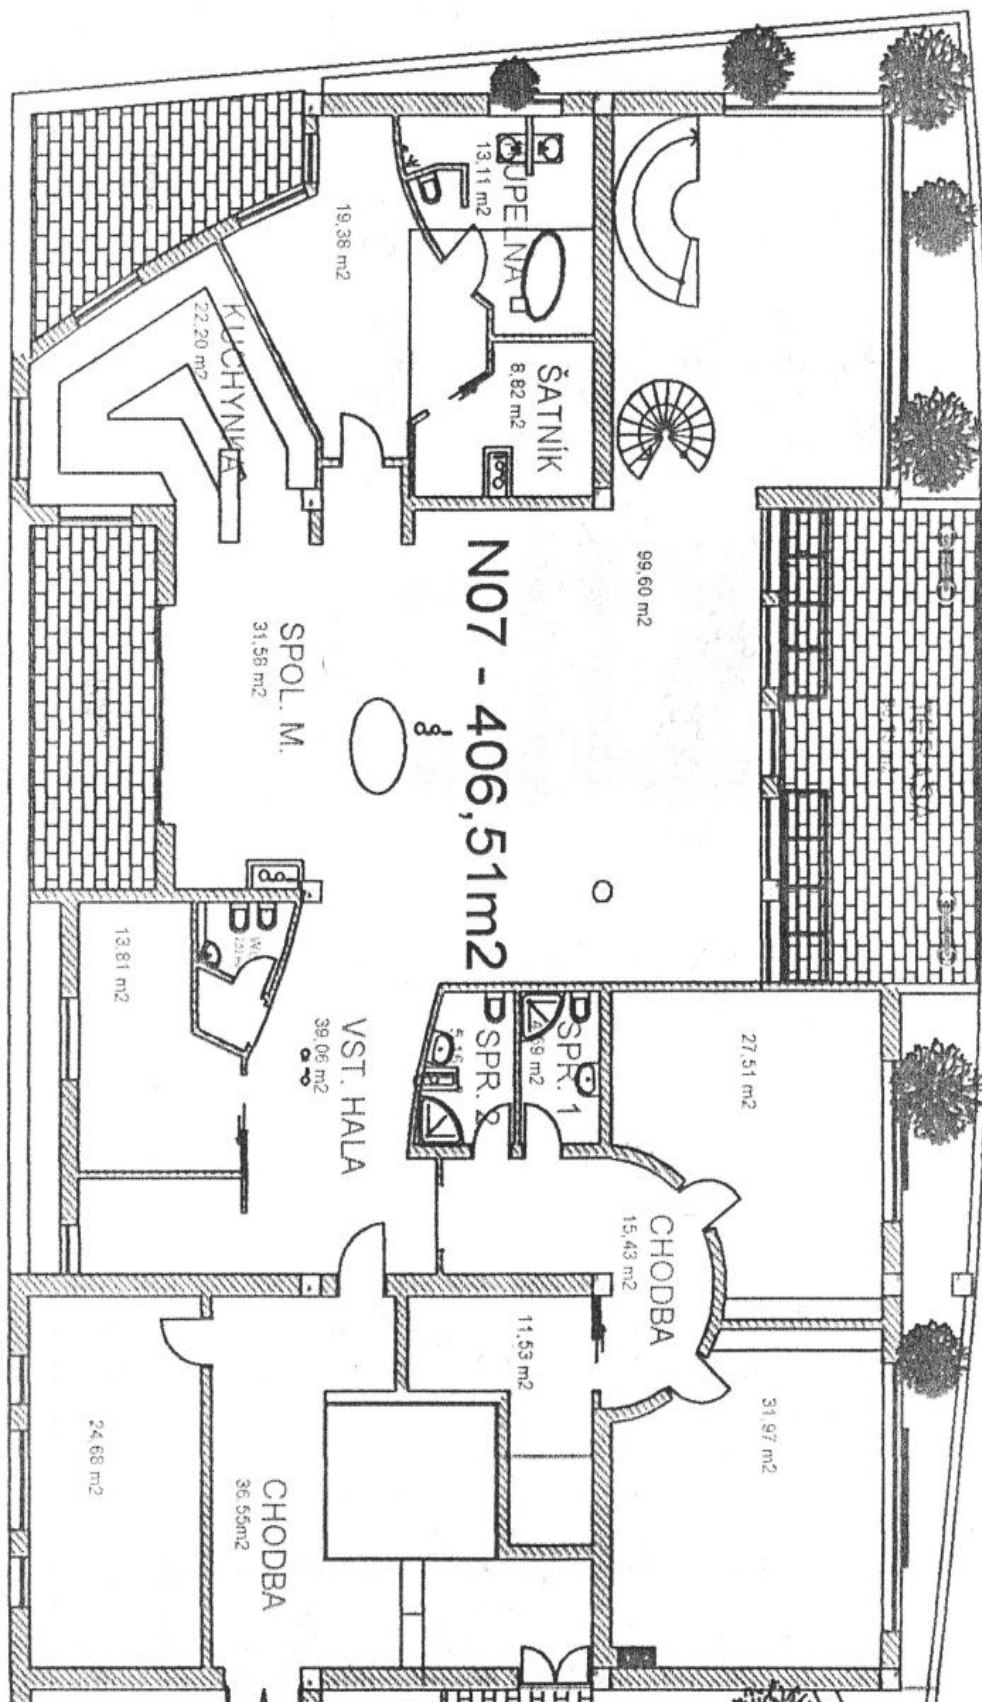 KUCHYNKA
22,20 m2
19,38 m2
13,11 m2
ŠATNÍK
8,82 m2
99,60 m2
N07 - 406,51m2
SPOL. M.
31,58 m2
TERASA
13,81 m2
VST. HALA
39,06 m2
SPR. 2
SPR. 1
27,51 m2
CHODBA
15,43 m2
11,53 m2
31,97 m2
24,68 m2
CHODBA
36,55m2